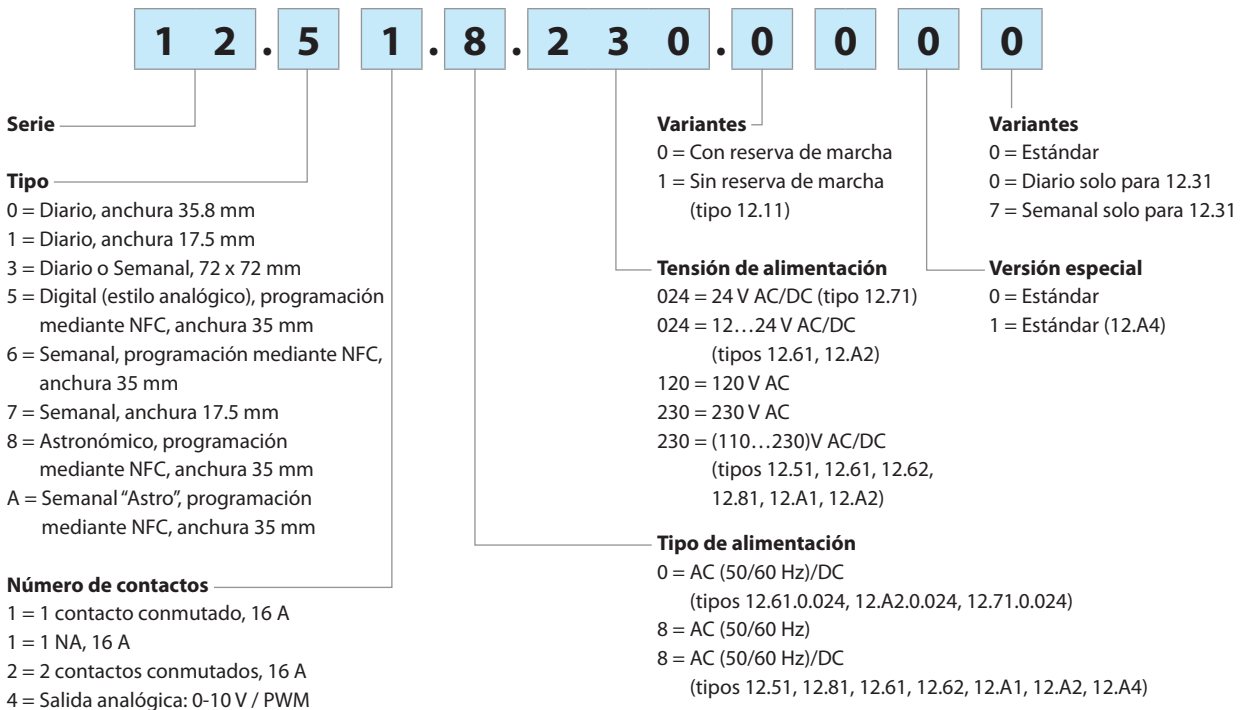 12.51.8.230.0000
Serie
Tipo
0 = Diario, anchura 35.8 mm
1 = Diario, anchura 17.5 mm
3 = Diario o Semanal, 72 x 72 mm
5 = Digital (estilo analógico), programación
mediante NFC, anchura 35 mm
6 = Semanal, programación mediante NFC,
anchura 35 mm
7 = Semanal, anchura 17.5 mm
8 = Astronómico, programación
mediante NFC, anchura 35 mm
A = Semanal “Astro”, programación
mediante NFC, anchura 35 mm
Número de contactos
1 = 1 contacto conmutado, 16 A
1 = 1 NA, 16 A
2 = 2 contactos conmutados, 16 A
4 = Salida analógica: 0-10 V / PWM
Variantes
0 = Con reserva de marcha
1 = Sin reserva de marcha
(tipo 12.11)
Tensión de alimentación
024 = 24 V AC/DC (tipo 12.71)
024 = 12…24 V AC/DC
(tipos 12.61, 12.A2)
120 = 120 V AC
230 = 230 V AC
230 = (110…230)V AC/DC
(tipos 12.51, 12.61, 12.62,
12.81, 12.A1, 12.A2)
Tipo de alimentación
0 = AC (50/60 Hz)/DC
(tipos 12.61.0.024, 12.A2.0.024, 12.71.0.024)
8 = AC (50/60 Hz)
8 = AC (50/60 Hz)/DC
(tipos 12.51, 12.81, 12.61, 12.62, 12.A1, 12.A2, 12.A4)
Variantes
0 = Estándar
0 = Diario solo para 12.31
7 = Semanal solo para 12.31
Versión especial
0 = Estándar
1 = Estándar (12.A4)